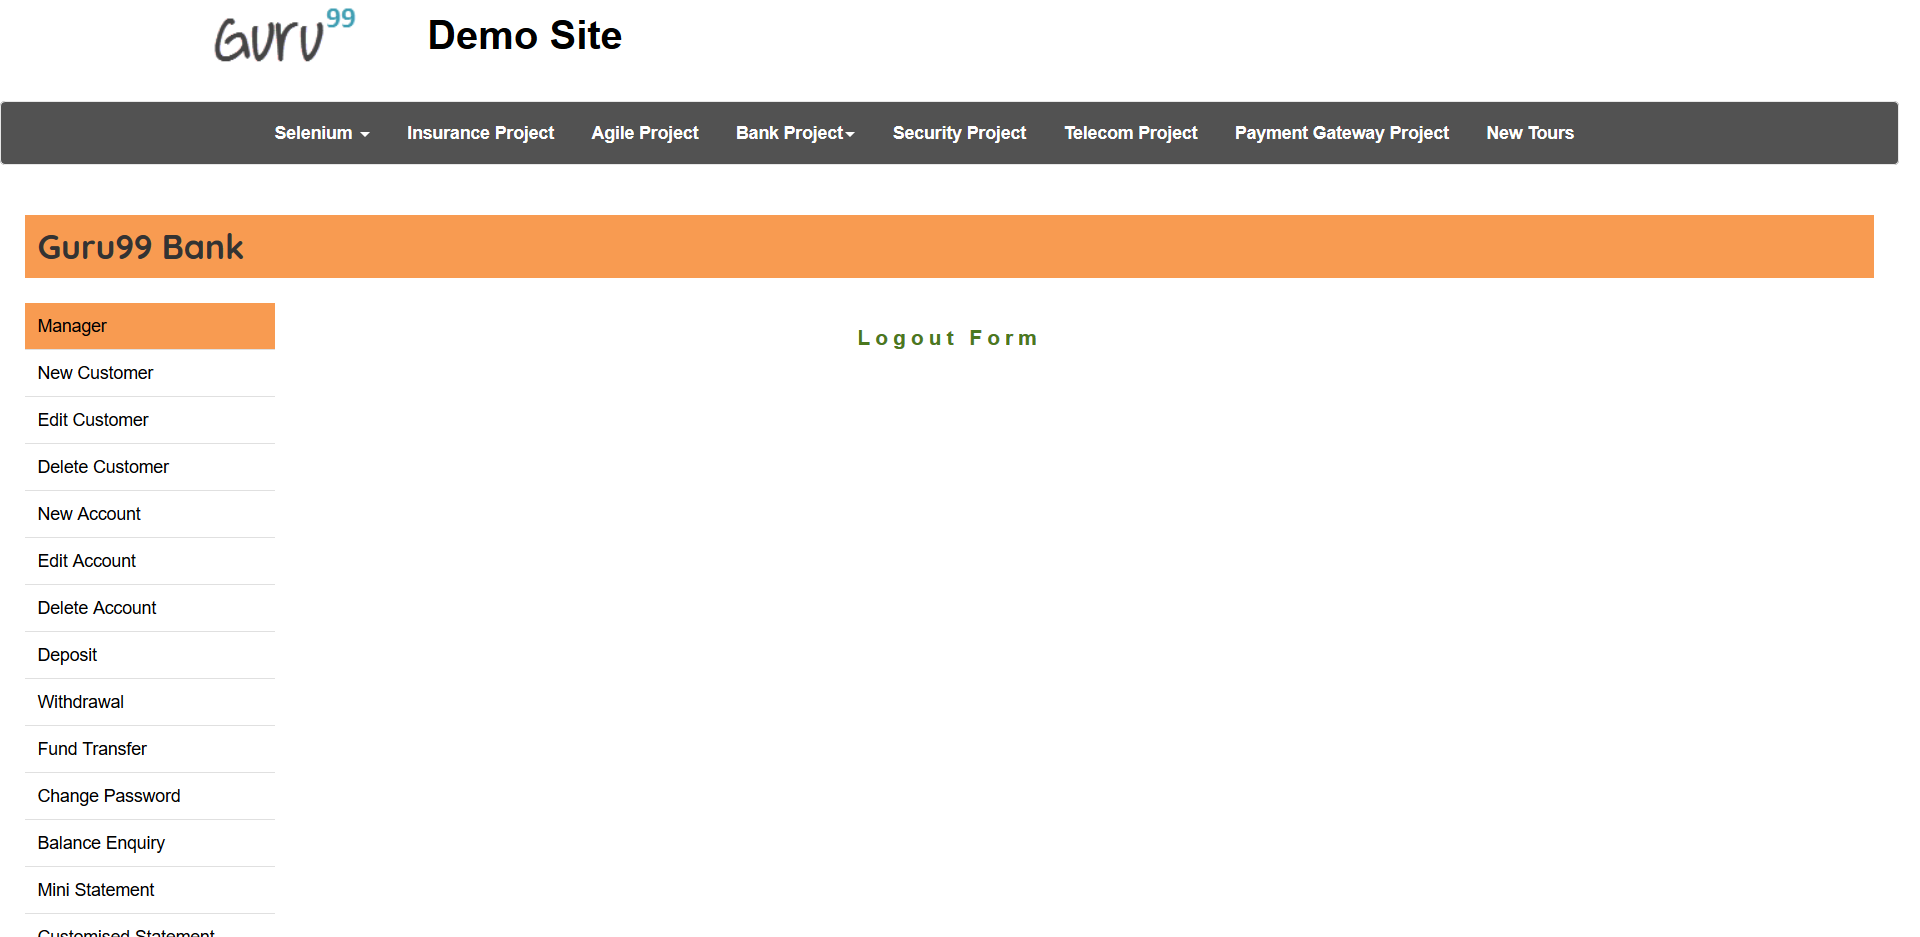 Guru99 Demo Site
Selenium Insurance Project Agile Project Bank Project Security Project Telecom Project Payment Gateway Project New Tours
Guru99 Bank
Manager
Logout Form
New Customer
Edit Customer
Delete Customer
New Account
Edit Account
Delete Account
Deposit
Withdrawal
Fund Transfer
Change Password
Balance Enquiry
Mini Statement
Customised Statement